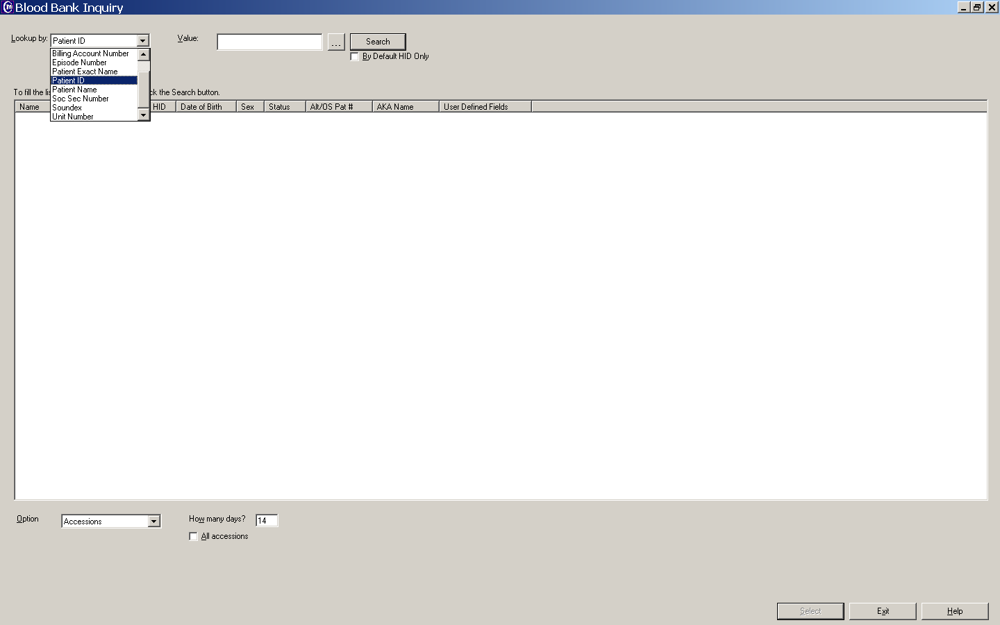 Blood Bank Inquiry
Lookup by: Patient ID Value: ... Search
By Default HID Only
Billing Account Number
Episode Number
Patient Exact Name
Patient ID
Patient Name
Soc Sec Number
Soundex
Unit Number
To fill the li ck the Search button.
Name HID Date of Birth Sex Status Alt/OS Pat # AKA Name User Defined Fields
Option Accessions How many days? 14
All accessions
Select Exit Help